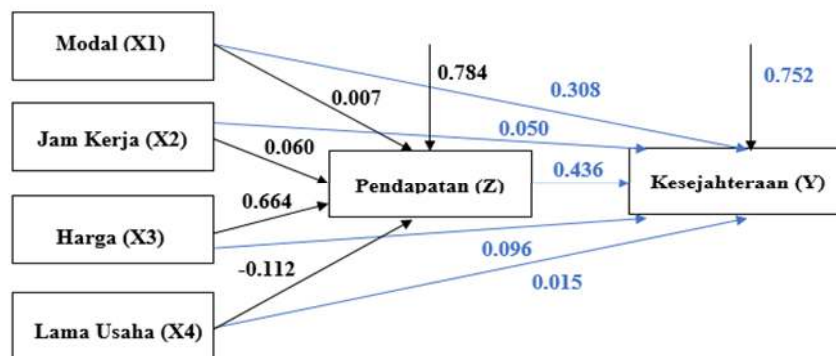 Modal (X1)
0.784
0.752
0.007
0.308
Jam Kerja (X2)
0.050
0.060
Pendapatan (Z)
0.436
Kesejahteraan (Y)
0.664
Harga (X3)
0.096
-0.112
0.015
Lama Usaha (X4)